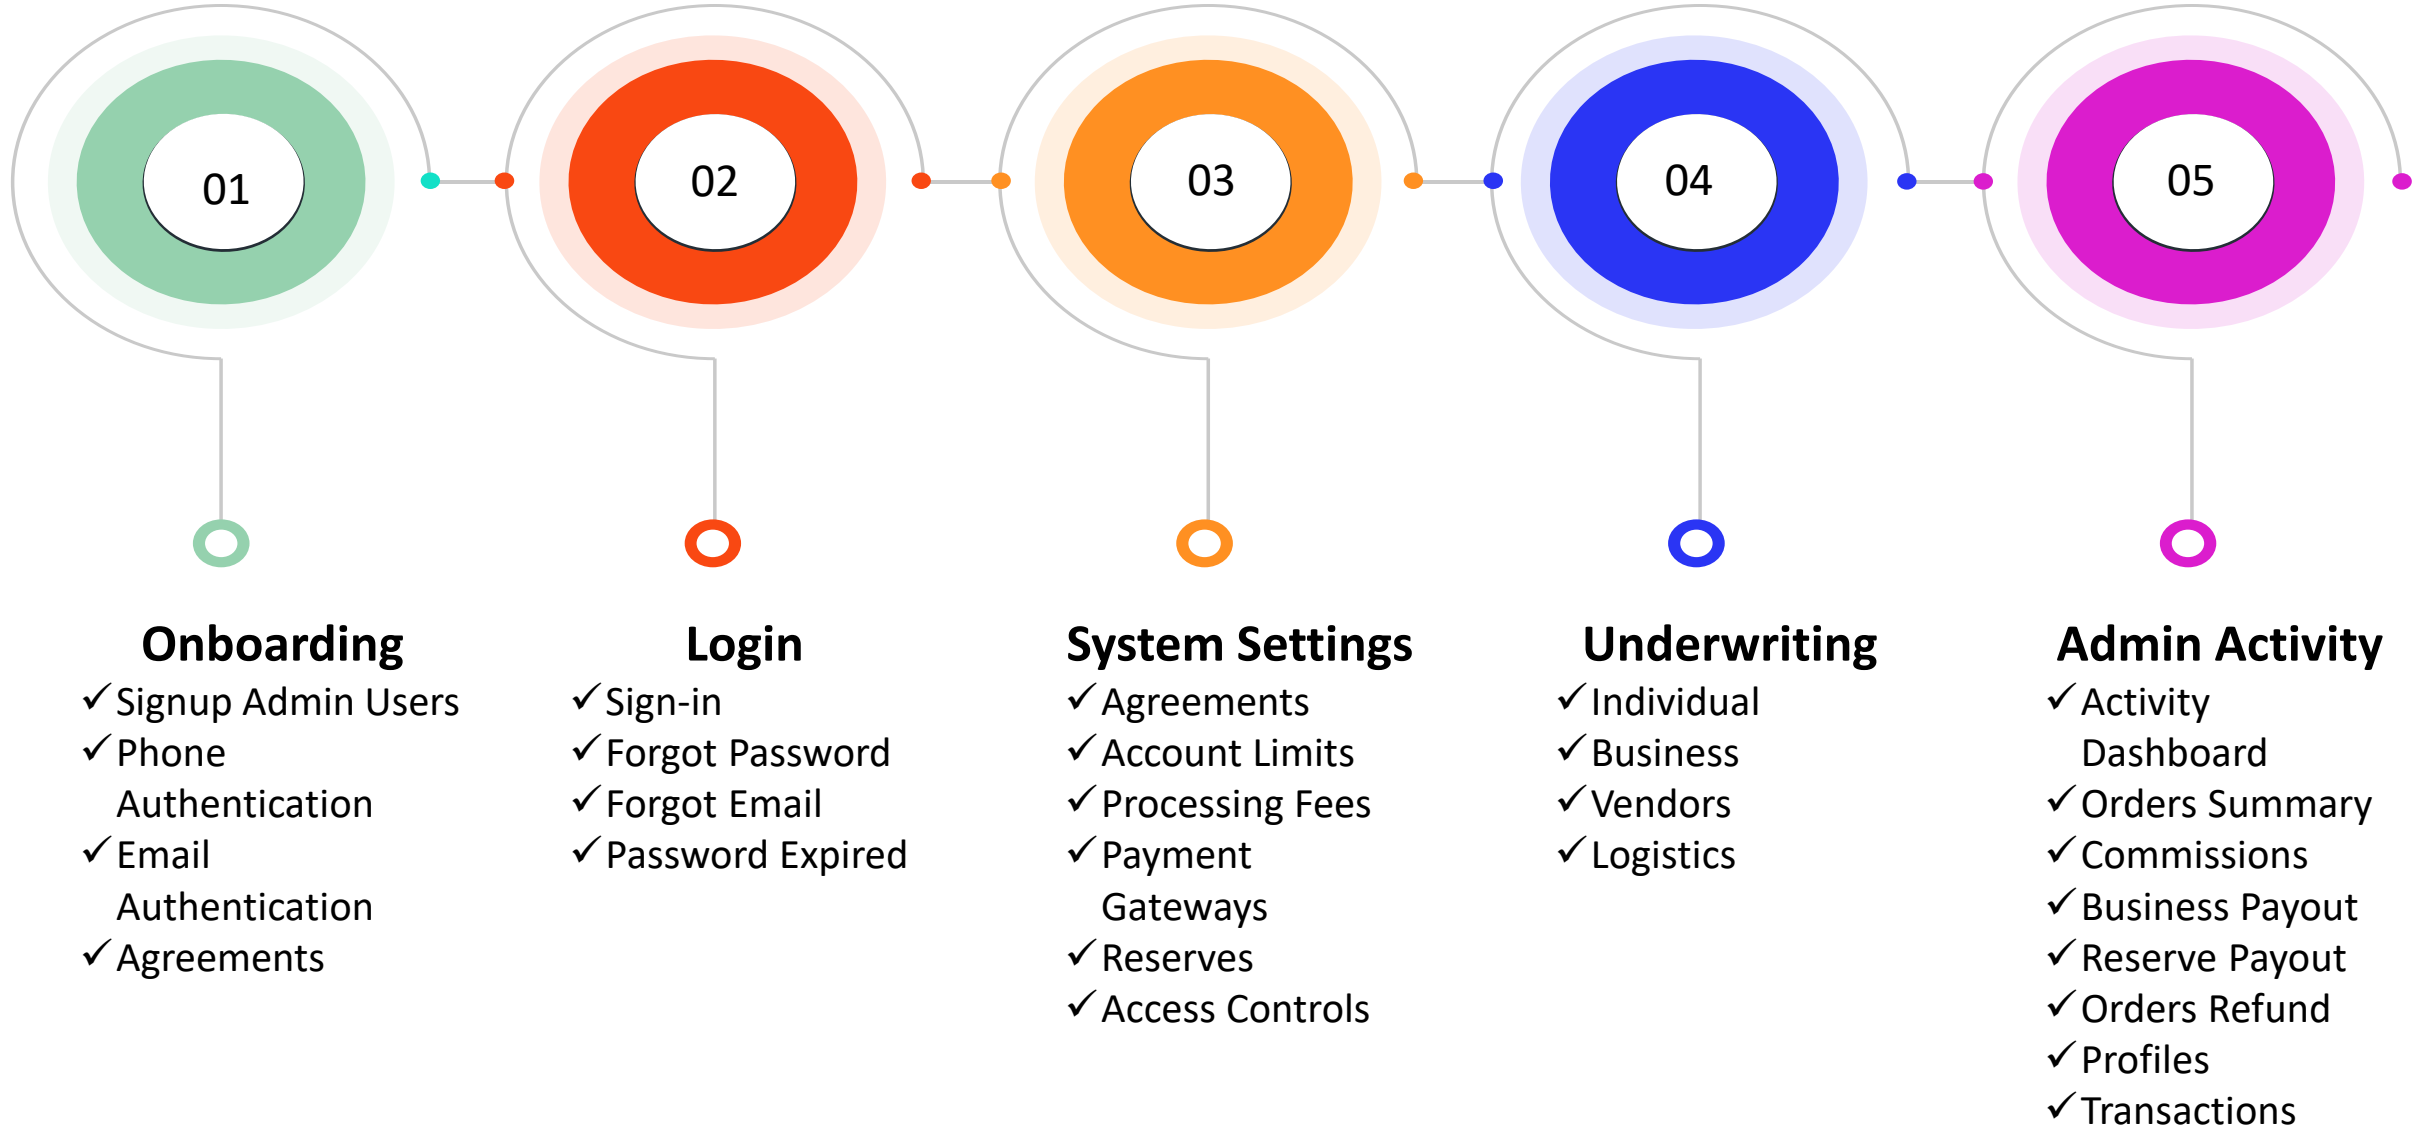 01
02
03
04
05
Onboarding
✓ Signup Admin Users
✓ Phone
Authentication
✓ Email
Authentication
✓ Agreements
Login
✓ Sign-in
✓ Forgot Password
✓ Forgot Email
✓ Password Expired
System Settings
✓ Agreements
✓ Account Limits
✓ Processing Fees
✓ Payment
Gateways
✓ Reserves
✓ Access Controls
Underwriting
✓ Individual
✓ Business
✓ Vendors
✓ Logistics
Admin Activity
✓ Activity
Dashboard
✓ Orders Summary
✓ Commissions
✓ Business Payout
✓ Reserve Payout
✓ Orders Refund
✓ Profiles
✓ Transactions